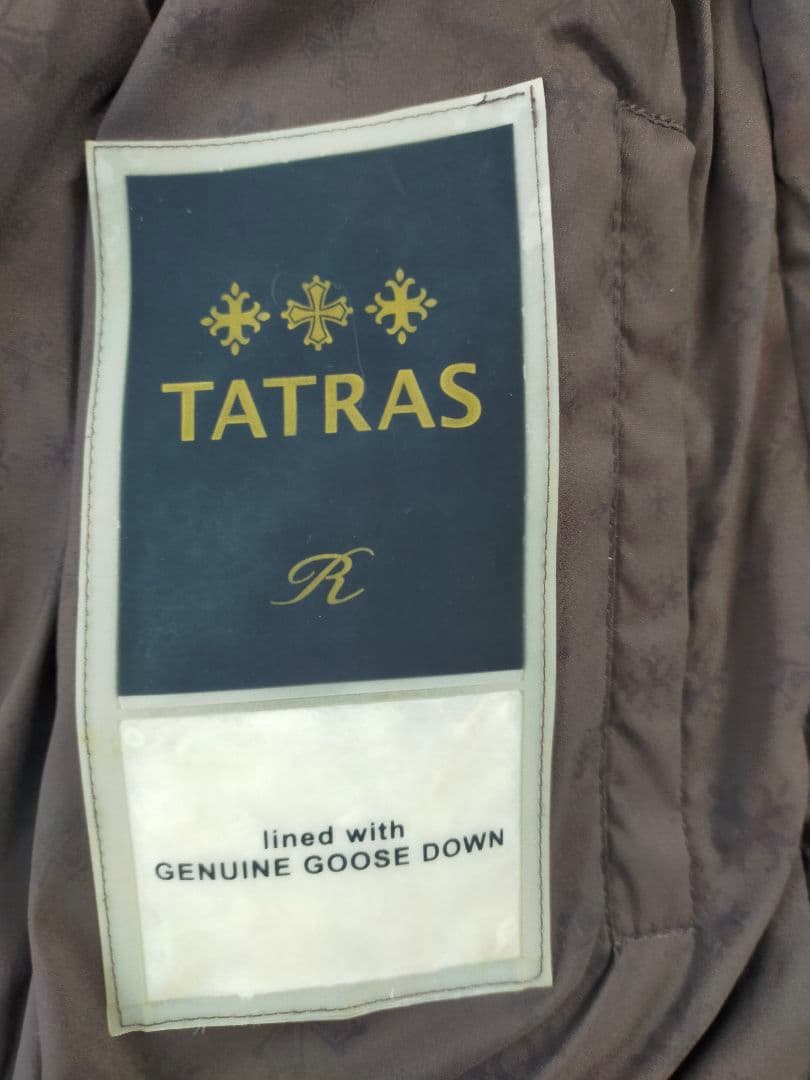 TATRAS
R
lined with
GENUINE GOOSE DOWN